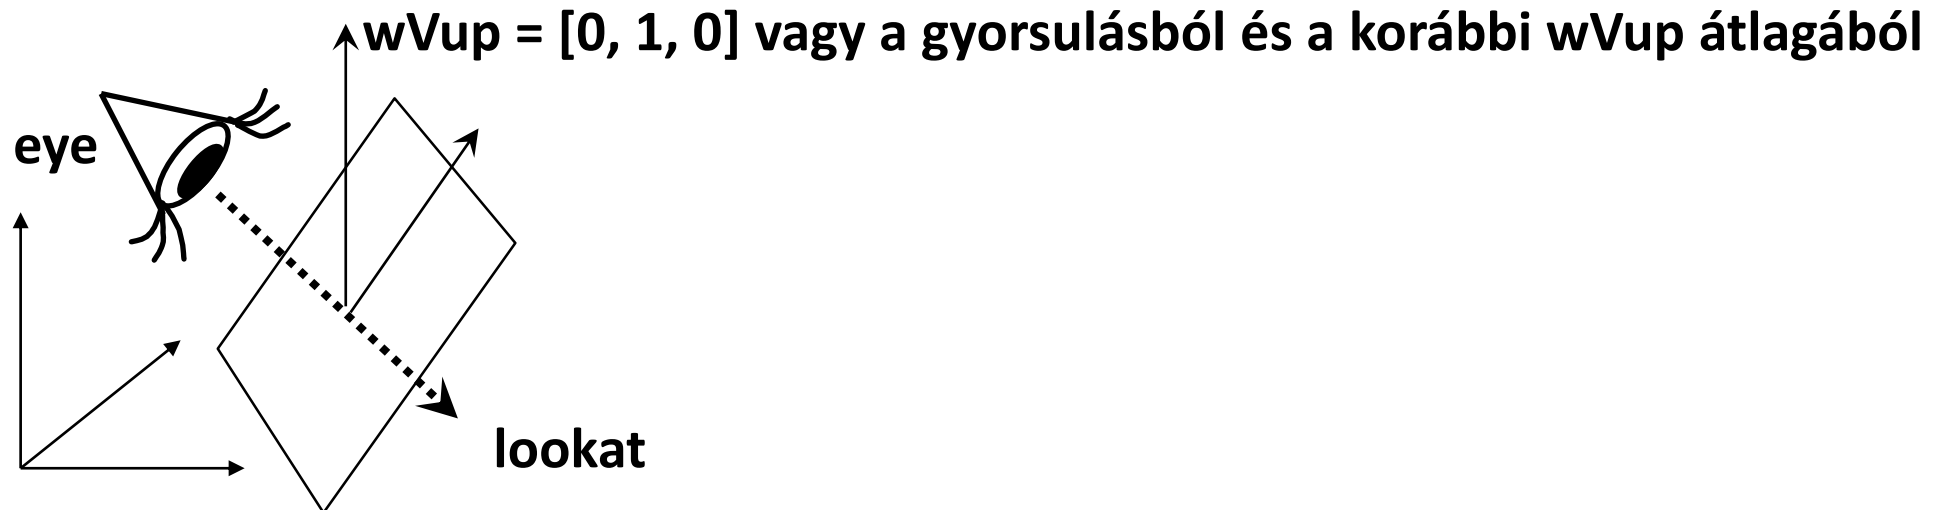 wVup = [0, 1, 0] vagy a gyorsulásból és a korábbi wVup átlagából
eye
lookat